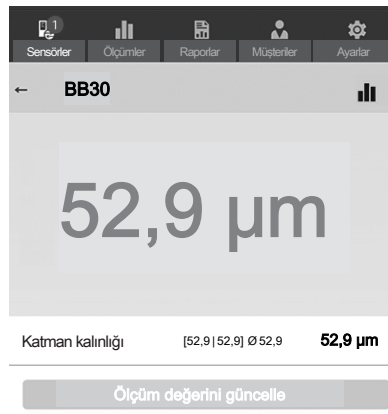 1
Sensörler Ölçümler Raporlar Müşteriler Ayarlar
← BB30
52,9 µm
Katman kalınlığı [52,9|52,9] Ø 52,9 52,9 µm
Ölçüm değerini güncelle